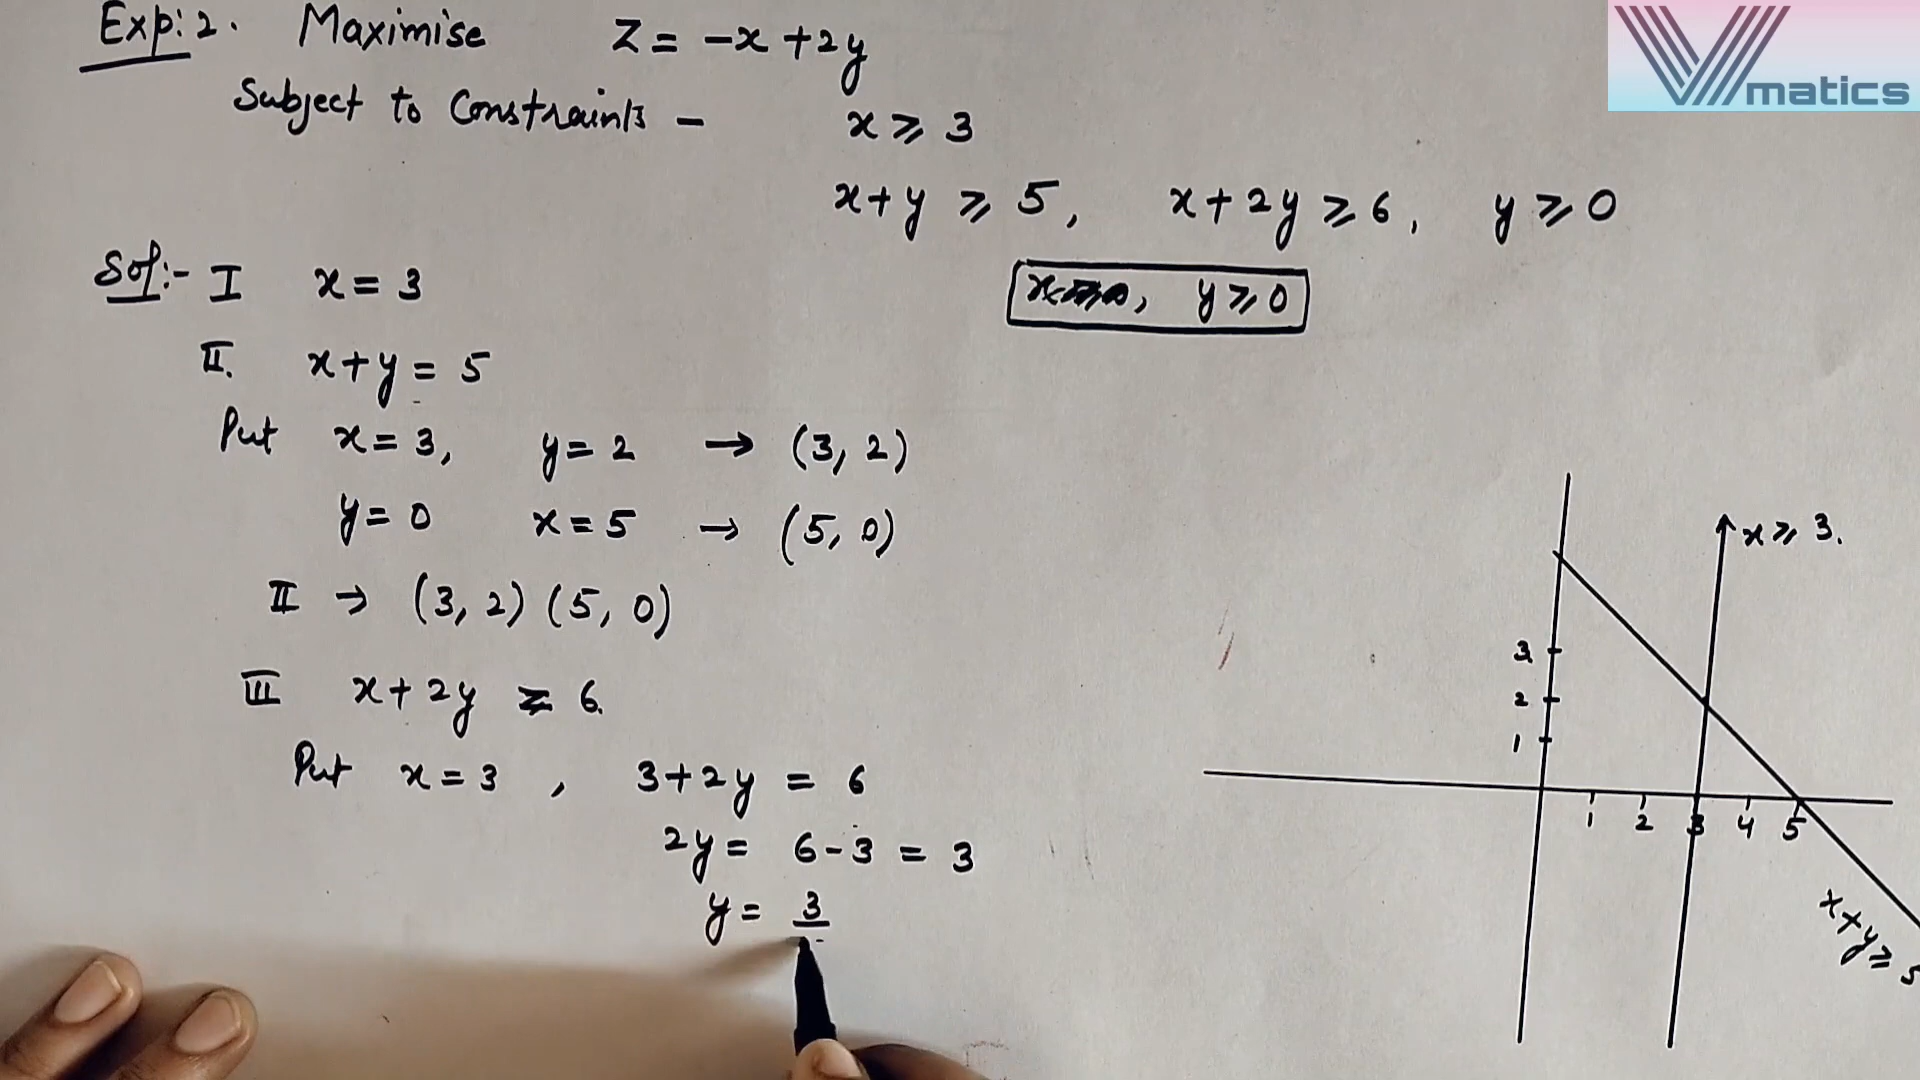 Exp: 2. Maximise Z = -x + 2y
Subject to Constraints - x ⩾ 3
x + y ⩾ 5, x + 2y ⩾ 6, y ⩾ 0
, y ⩾ 0
Sol:- I x = 3
II. x + y = 5
Put x = 3, y = 2 → (3, 2)
y = 0 x = 5 → (5, 0)
II → (3, 2) (5, 0)
III x + 2y = 6.
Put x = 3 , 3 + 2y = 6
2y = 6 - 3 = 3
y = 3
x ⩾ 3.
3
2
1
1 2 3 4 5
x + y ⩾ 5
Vmatics